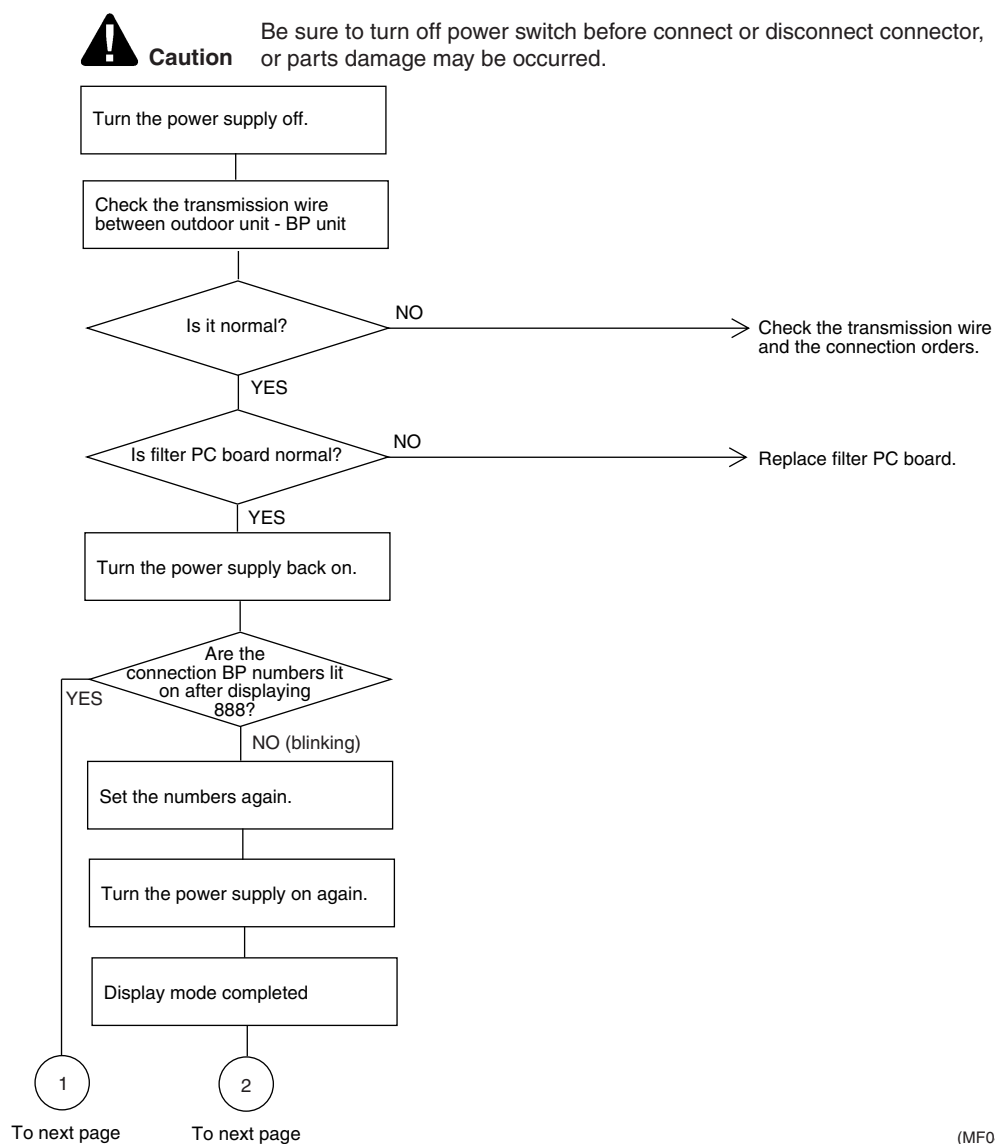 Be sure to turn off power switch before connect or disconnect connector,
Caution or parts damage may be occurred.
Turn the power supply off.
Check the transmission wire
between outdoor unit - BP unit
Is it normal?
NO
Check the transmission wire
and the connection orders.
YES
Is filter PC board normal?
NO
Replace filter PC board.
YES
Turn the power supply back on.
Are the
connection BP numbers lit
on after displaying
888?
YES
NO (blinking)
Set the numbers again.
Turn the power supply on again.
Display mode completed
1
2
To next page
To next page
(MF0